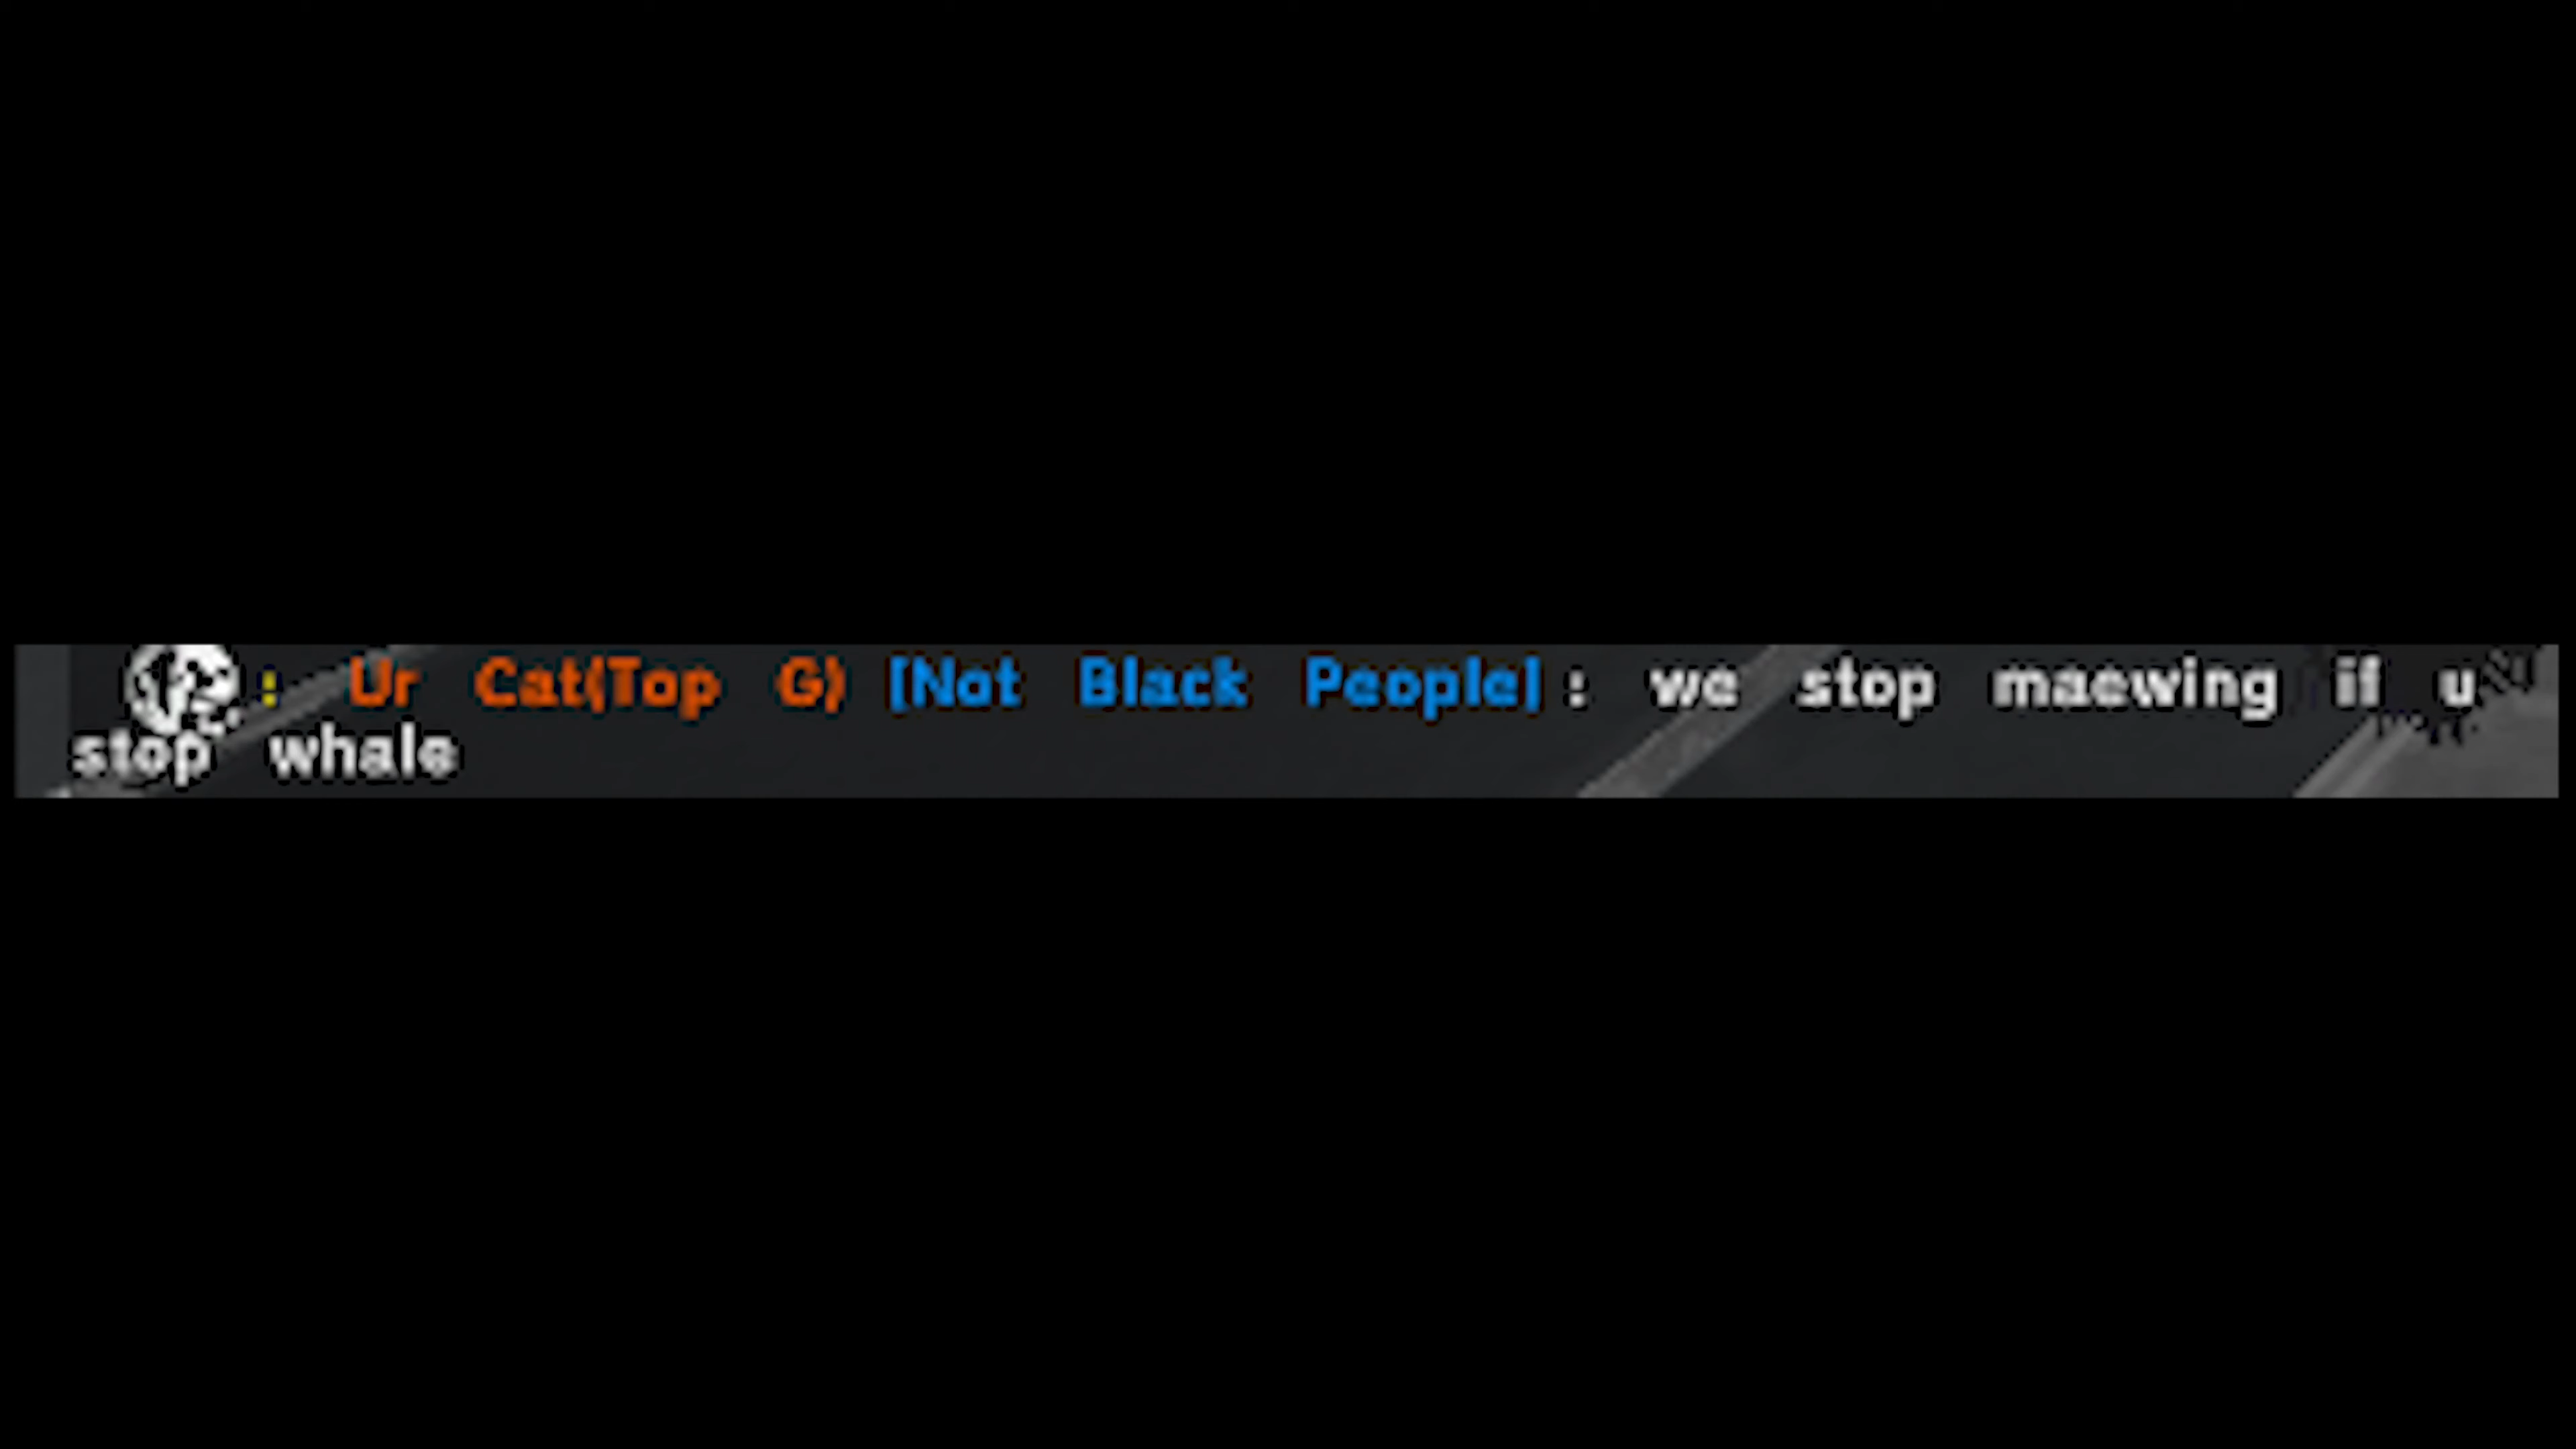 : Ur Cat(Top G) [Not Black People] : we stop maewing if u
stop whale